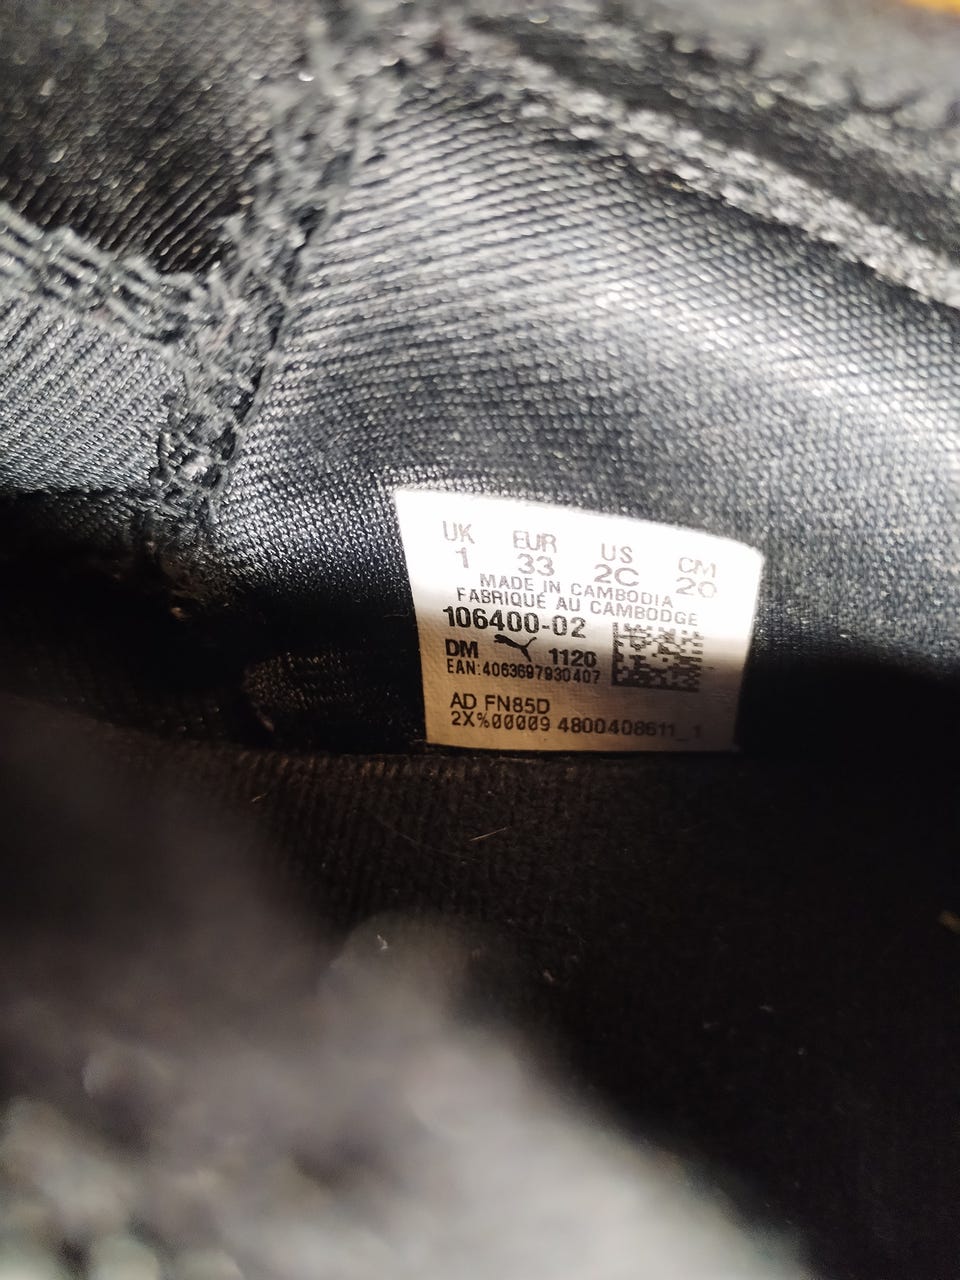 UK EUR US CM
1 33 2C 20
MADE IN CAMBODIA
FABRIQUÉ AU CAMBODGE
106400-02
DM 1120
EAN:4063697930407
AD FN85D
2X%00009 4800408611_1